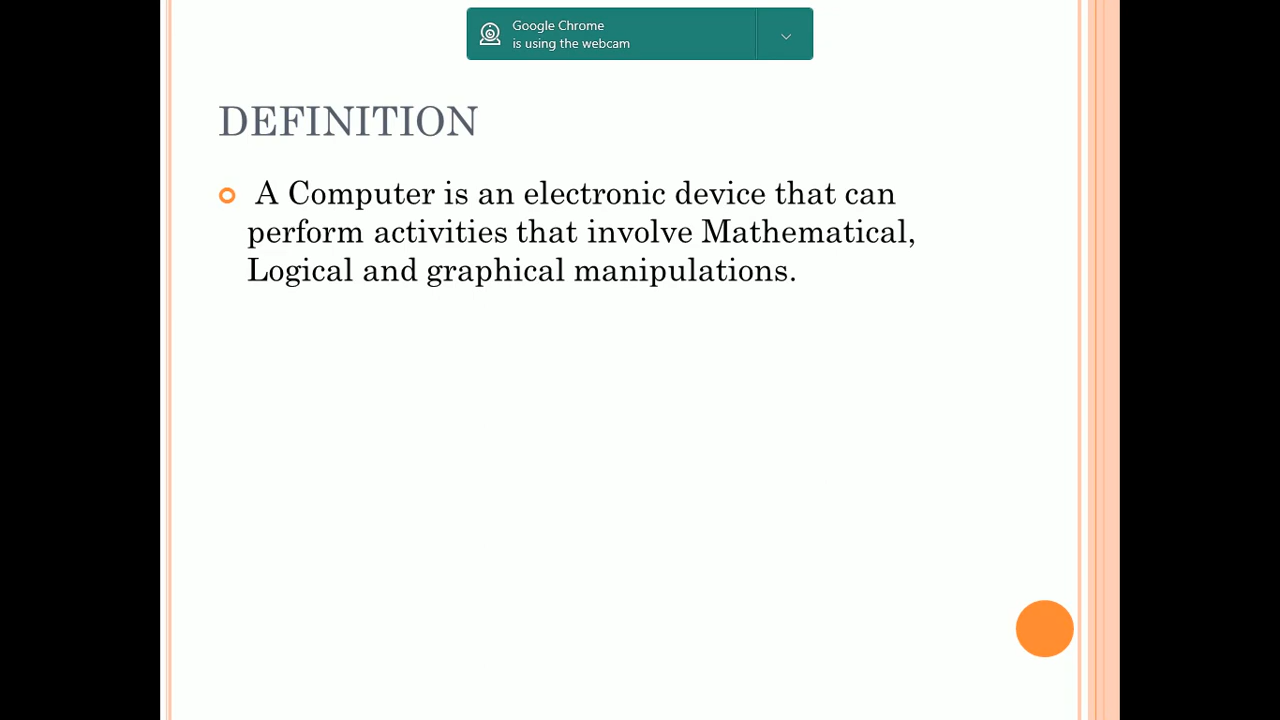 Google Chrome
is using the webcam
DEFINITION
A Computer is an electronic device that can
perform activities that involve Mathematical,
Logical and graphical manipulations.